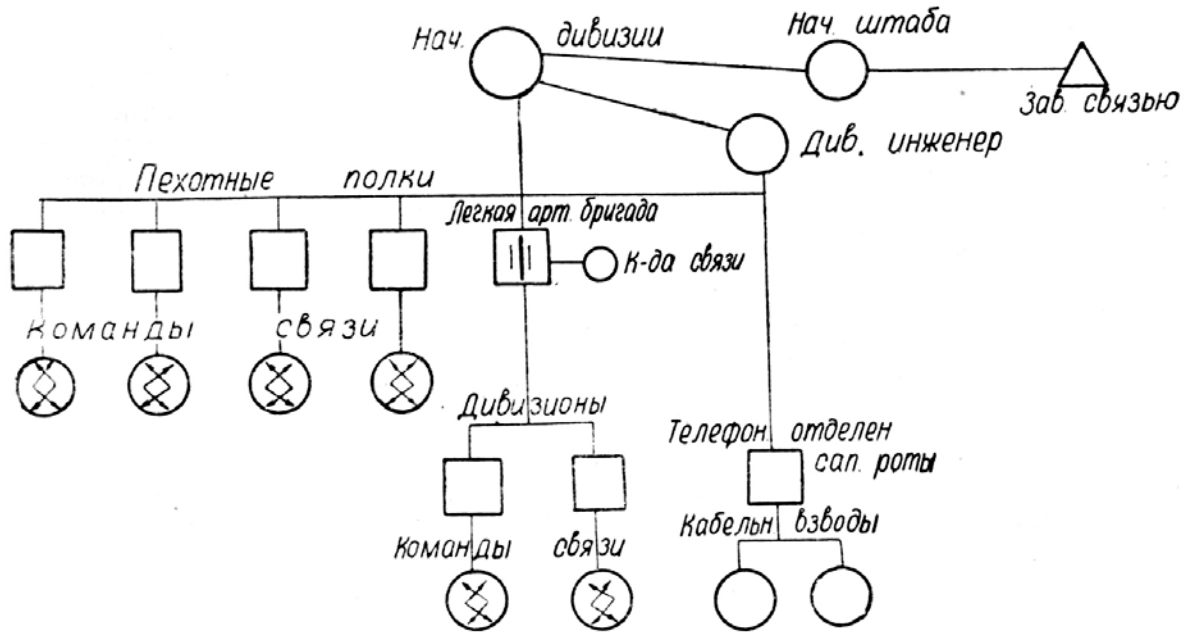 Нач. дивизии
Нач. штаба
Зав. связью
Див. инженер
Пехотные полки
Легкая арт. бригада
К-да связи
Команды связи
Дивизионы
Телефон. отделен
сап. роты
Команды связи
Кабельн взводы